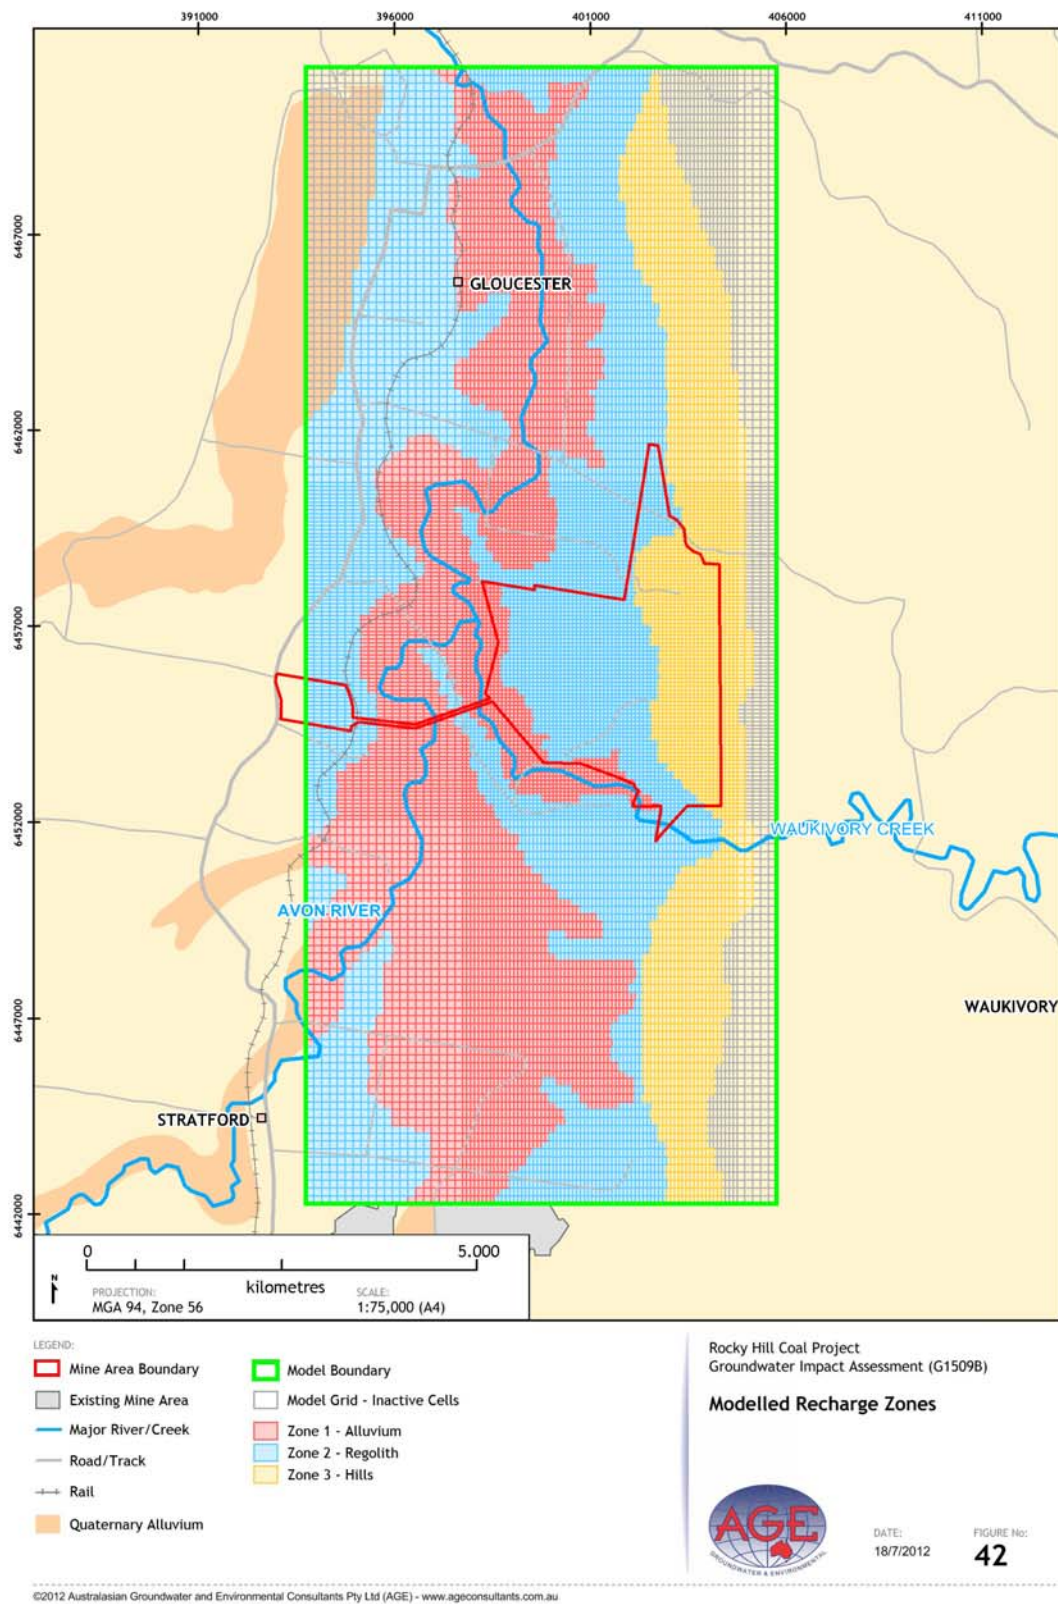 391000
396000
401000
406000
411000
6467000
6462000
6457000
6452000
6447000
6442000
GLOUCESTER
WAUKIVORY CREEK
AVON RIVER
WAUKIVORY
STRATFORD
0
5.000
kilometres
N
PROJECTION:
MGA 94, Zone 56
SCALE:
1:75,000 (A4)
LEGEND:
Mine Area Boundary
Existing Mine Area
Major River/Creek
Road/Track
Rail
Quaternary Alluvium
Model Boundary
Model Grid - Inactive Cells
Zone 1 - Alluvium
Zone 2 - Regolith
Zone 3 - Hills
Rocky Hill Coal Project
Groundwater Impact Assessment (G1509B)
Modelled Recharge Zones
AGE
GROUNDWATER & ENVIRONMENTAL
DATE:
18/7/2012
FIGURE No:
42
©2012 Australasian Groundwater and Environmental Consultants Pty Ltd (AGE) - www.ageconsultants.com.au